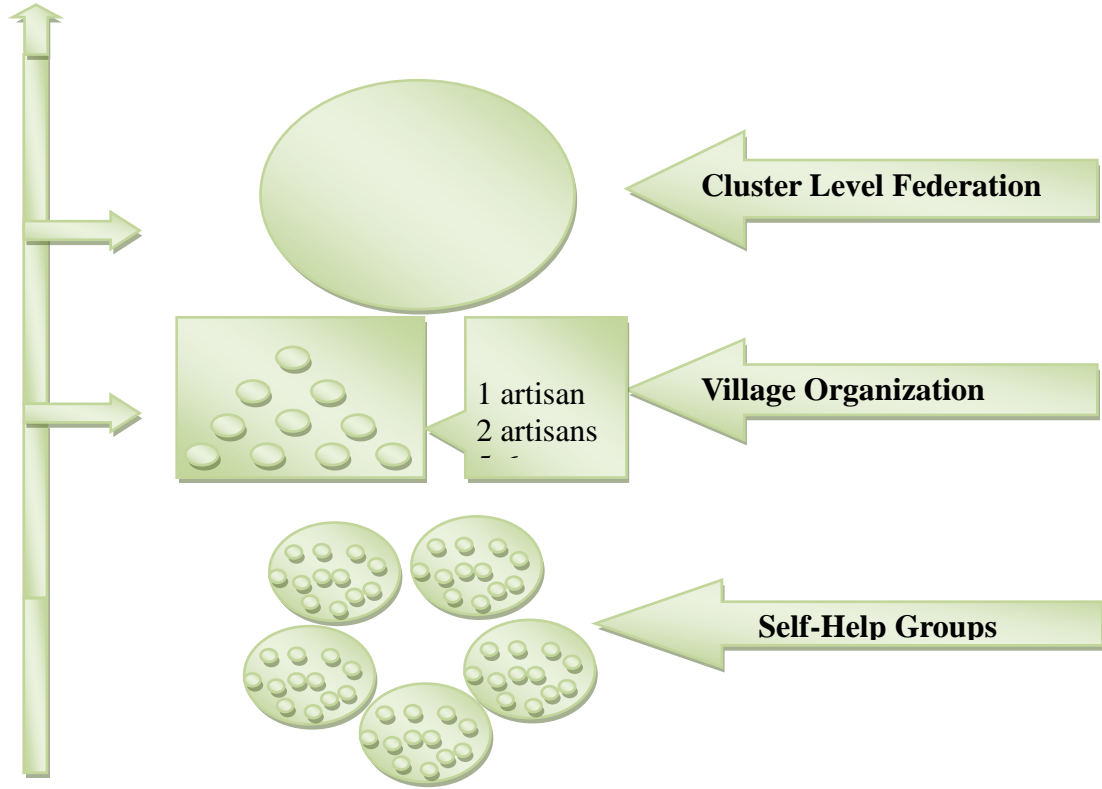 Cluster Level Federation
1 artisan
2 artisans
Village Organization
Self-Help Groups